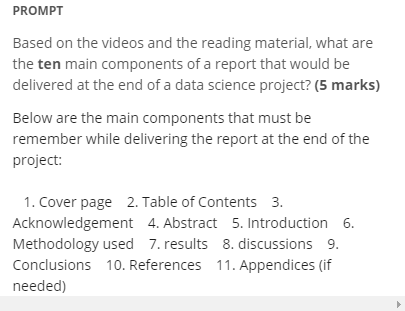 PROMPT
Based on the videos and the reading material, what are
the ten main components of a report that would be
delivered at the end of a data science project? (5 marks)
Below are the main components that must be
remember while delivering the report at the end of the
project:
1. Cover page 2. Table of Contents 3.
Acknowledgement 4. Abstract 5. Introduction 6.
Methodology used 7. results 8. discussions 9.
Conclusions 10. References 11. Appendices (if
needed)